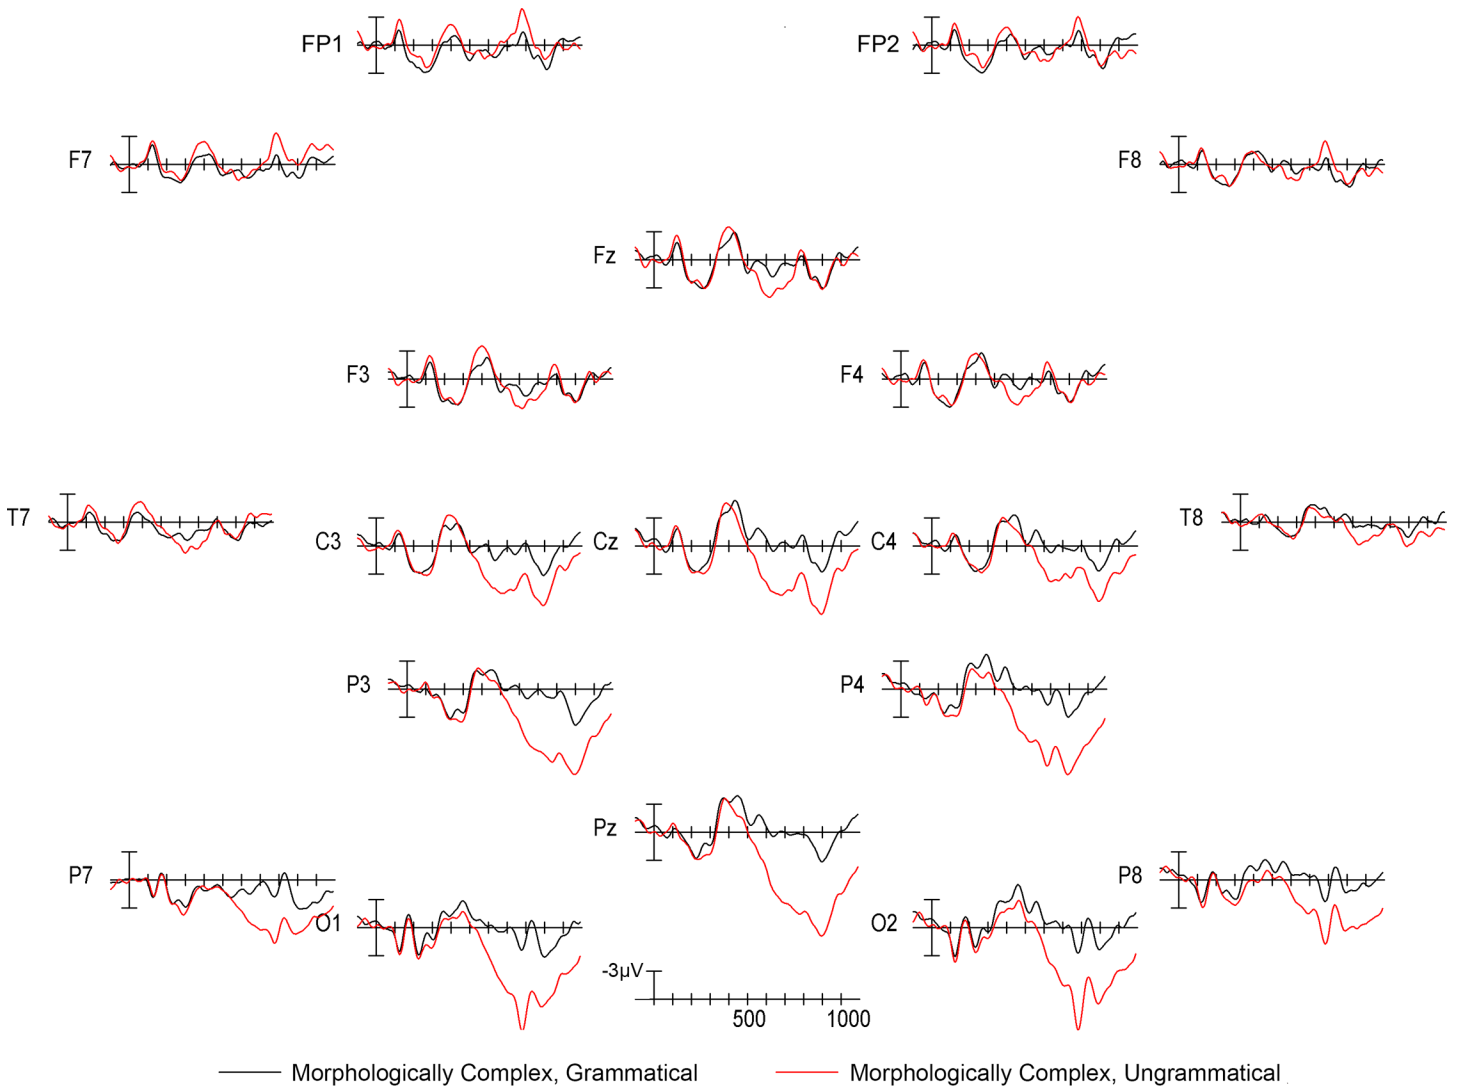 FP1
FP2
F7
F8
Fz
F3
F4
T7
T8
C3
Cz
C4
P3
P4
Pz
P7
P8
O1
O2
-3µV
500
1000
Morphologically Complex, Grammatical
Morphologically Complex, Ungrammatical